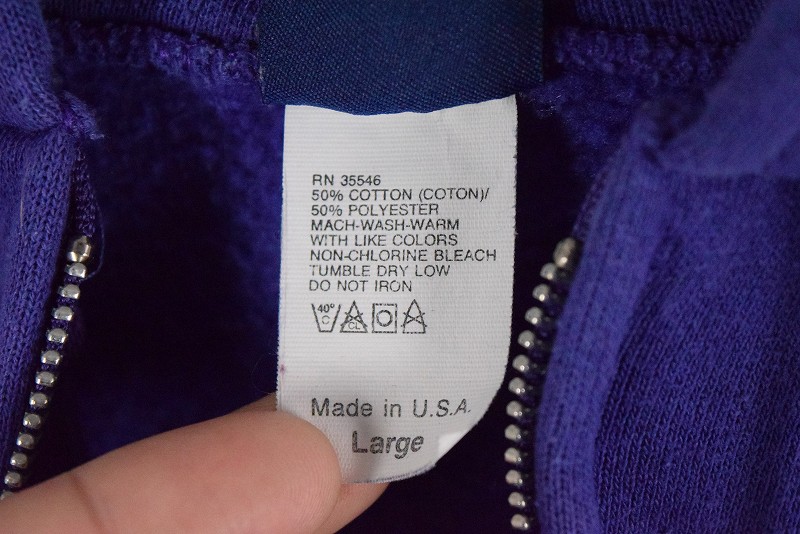 RN 35546
50% COTTON (COTON)/
50% POLYESTER
MACH-WASH-WARM
WITH LIKE COLORS
NON-CHLORINE BLEACH
TUMBLE DRY LOW
DO NOT IRON
40°
C CL
Made in U.S.A.
Large